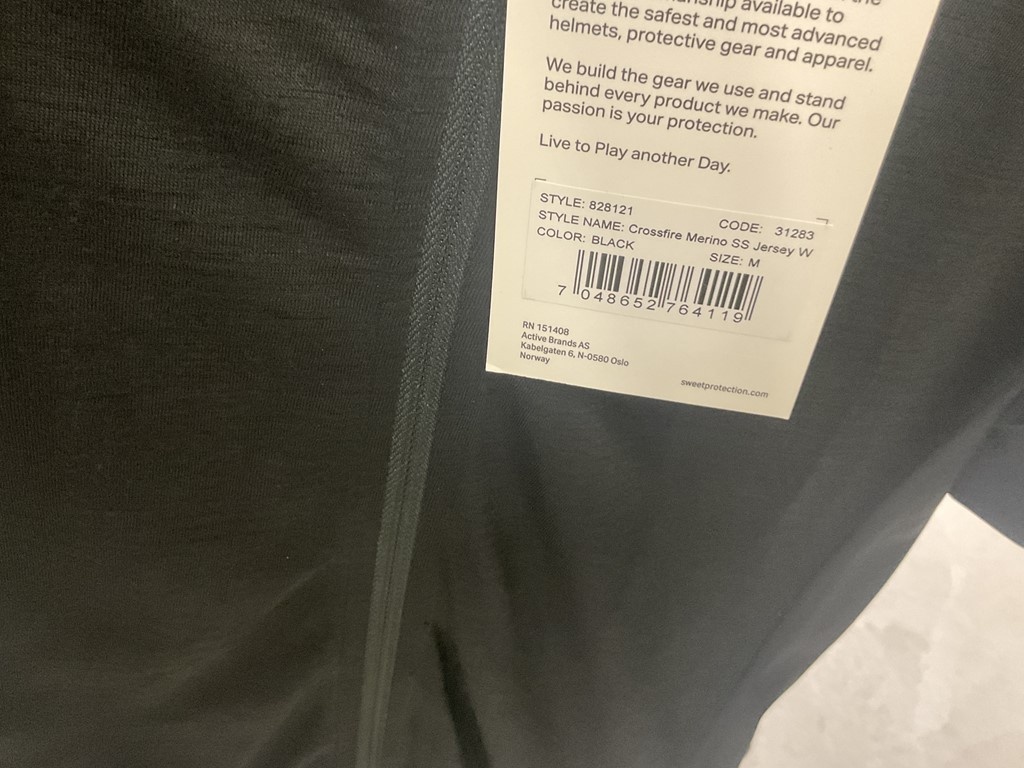 available to
create the safest and most advanced
helmets, protective gear and apparel.
We build the gear we use and stand
behind every product we make. Our
passion is your protection.
Live to Play another Day.
STYLE: 828121 CODE: 31283
STYLE NAME: Crossfire Merino SS Jersey W
COLOR: BLACK SIZE: M
7 048652 764119
RN 151408
Active Brands AS
Kabelgaten 6, N-0580 Oslo
Norway
sweetprotection.com